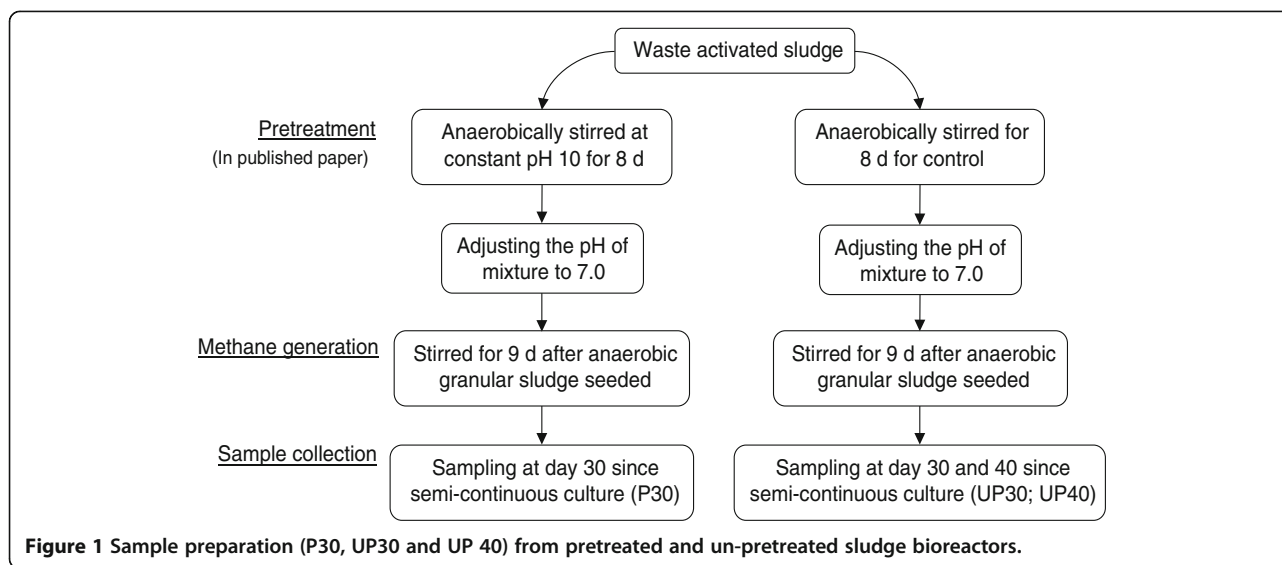 Waste activated sludge
Pretreatment
(In published paper)
Anaerobically stirred at
constant pH 10 for 8 d
Anaerobically stirred for
8 d for control
Adjusting the pH of
mixture to 7.0
Adjusting the pH of
mixture to 7.0
Methane generation
Stirred for 9 d after anaerobic
granular sludge seeded
Stirred for 9 d after anaerobic
granular sludge seeded
Sample collection
Sampling at day 30 since
semi-continuous culture (P30)
Sampling at day 30 and 40 since
semi-continuous culture (UP30; UP40)
Figure 1 Sample preparation (P30, UP30 and UP 40) from pretreated and un-pretreated sludge bioreactors.